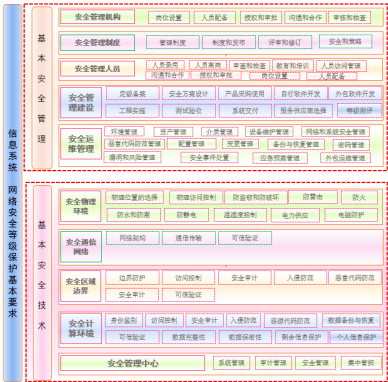 信息系统 网络安全等级保护基本要求
基本安全管理
安全管理机构
岗位设置 人员配备 授权和审批 沟通和合作 审核和检查
安全管理制度
管理制度 制度和发布 评审和修订 安全和策略
安全管理人员
人员录用 人员离岗 审查和检查 教育和培训 人员访问管理
沟通和合作 授权和审批 岗位设置 人员配备
安全管理建设
定级备案 安全方案设计 产品采购使用 自行软件开发 外包软件开发
工程实施 测试验收 系统交付 服务供应商选择 等级测评
安全运维管理
环境管理 资产管理 介质管理 设备维护管理 网络和系统安全管理
恶意代码防范管理 配置管理 变更管理 备份与恢复管理 密码管理
漏洞和风险管理 安全事件处置 应急预案管理 外包运维管理
基本安全技术
安全物理环境
物理位置的选择 物理访问控制 防盗窃和防破坏 防雷击 防火
防水和防潮 防静电 温湿度控制 电力供应 电磁防护
安全通信网络
网络架构 通信传输 可信验证
安全区域边界
边界防护 访问控制 安全审计 入侵防范 恶意代码防范
安全审计 可信验证
安全计算环境
身份鉴别 访问控制 安全审计 入侵防范 恶意代码防范 数据备份与恢复
可信验证 数据完整性 数据保密性 剩余信息保护 个人信息保护
安全管理中心
系统管理 审计管理 安全管理 集中管控